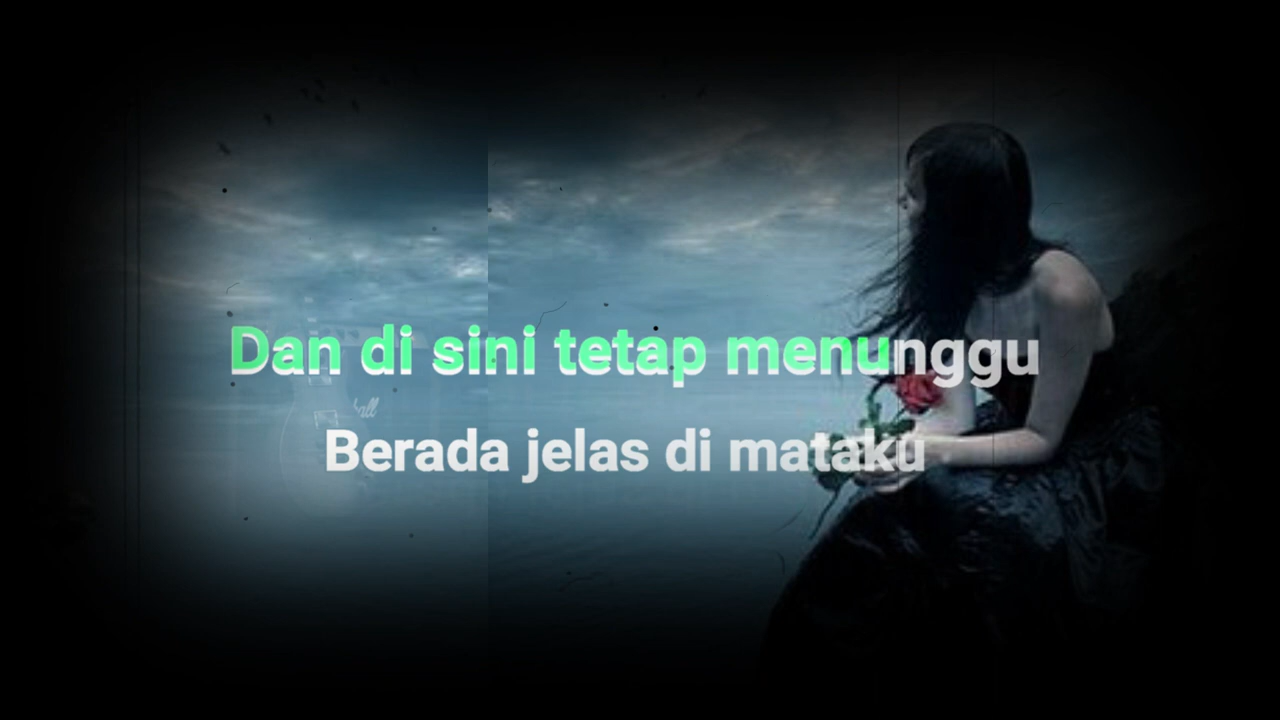 Dan di sini tetap menunggu
Berada jelas di mataku